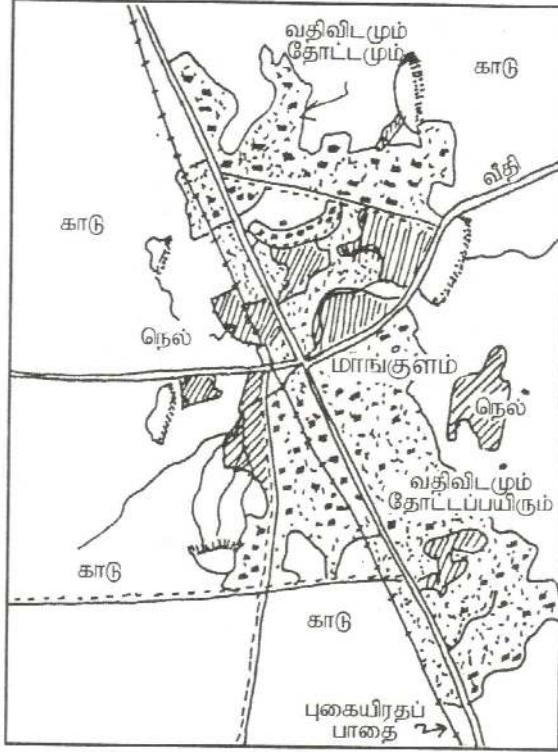 வதிவிடமும்
தோட்டமும்
காடு
வீதி
காடு
நெல்
மாங்குளம்
நெல்
வதிவிடமும்
தோட்டப்பயிரும்
காடு
காடு
புகையிரதப்
பாதை